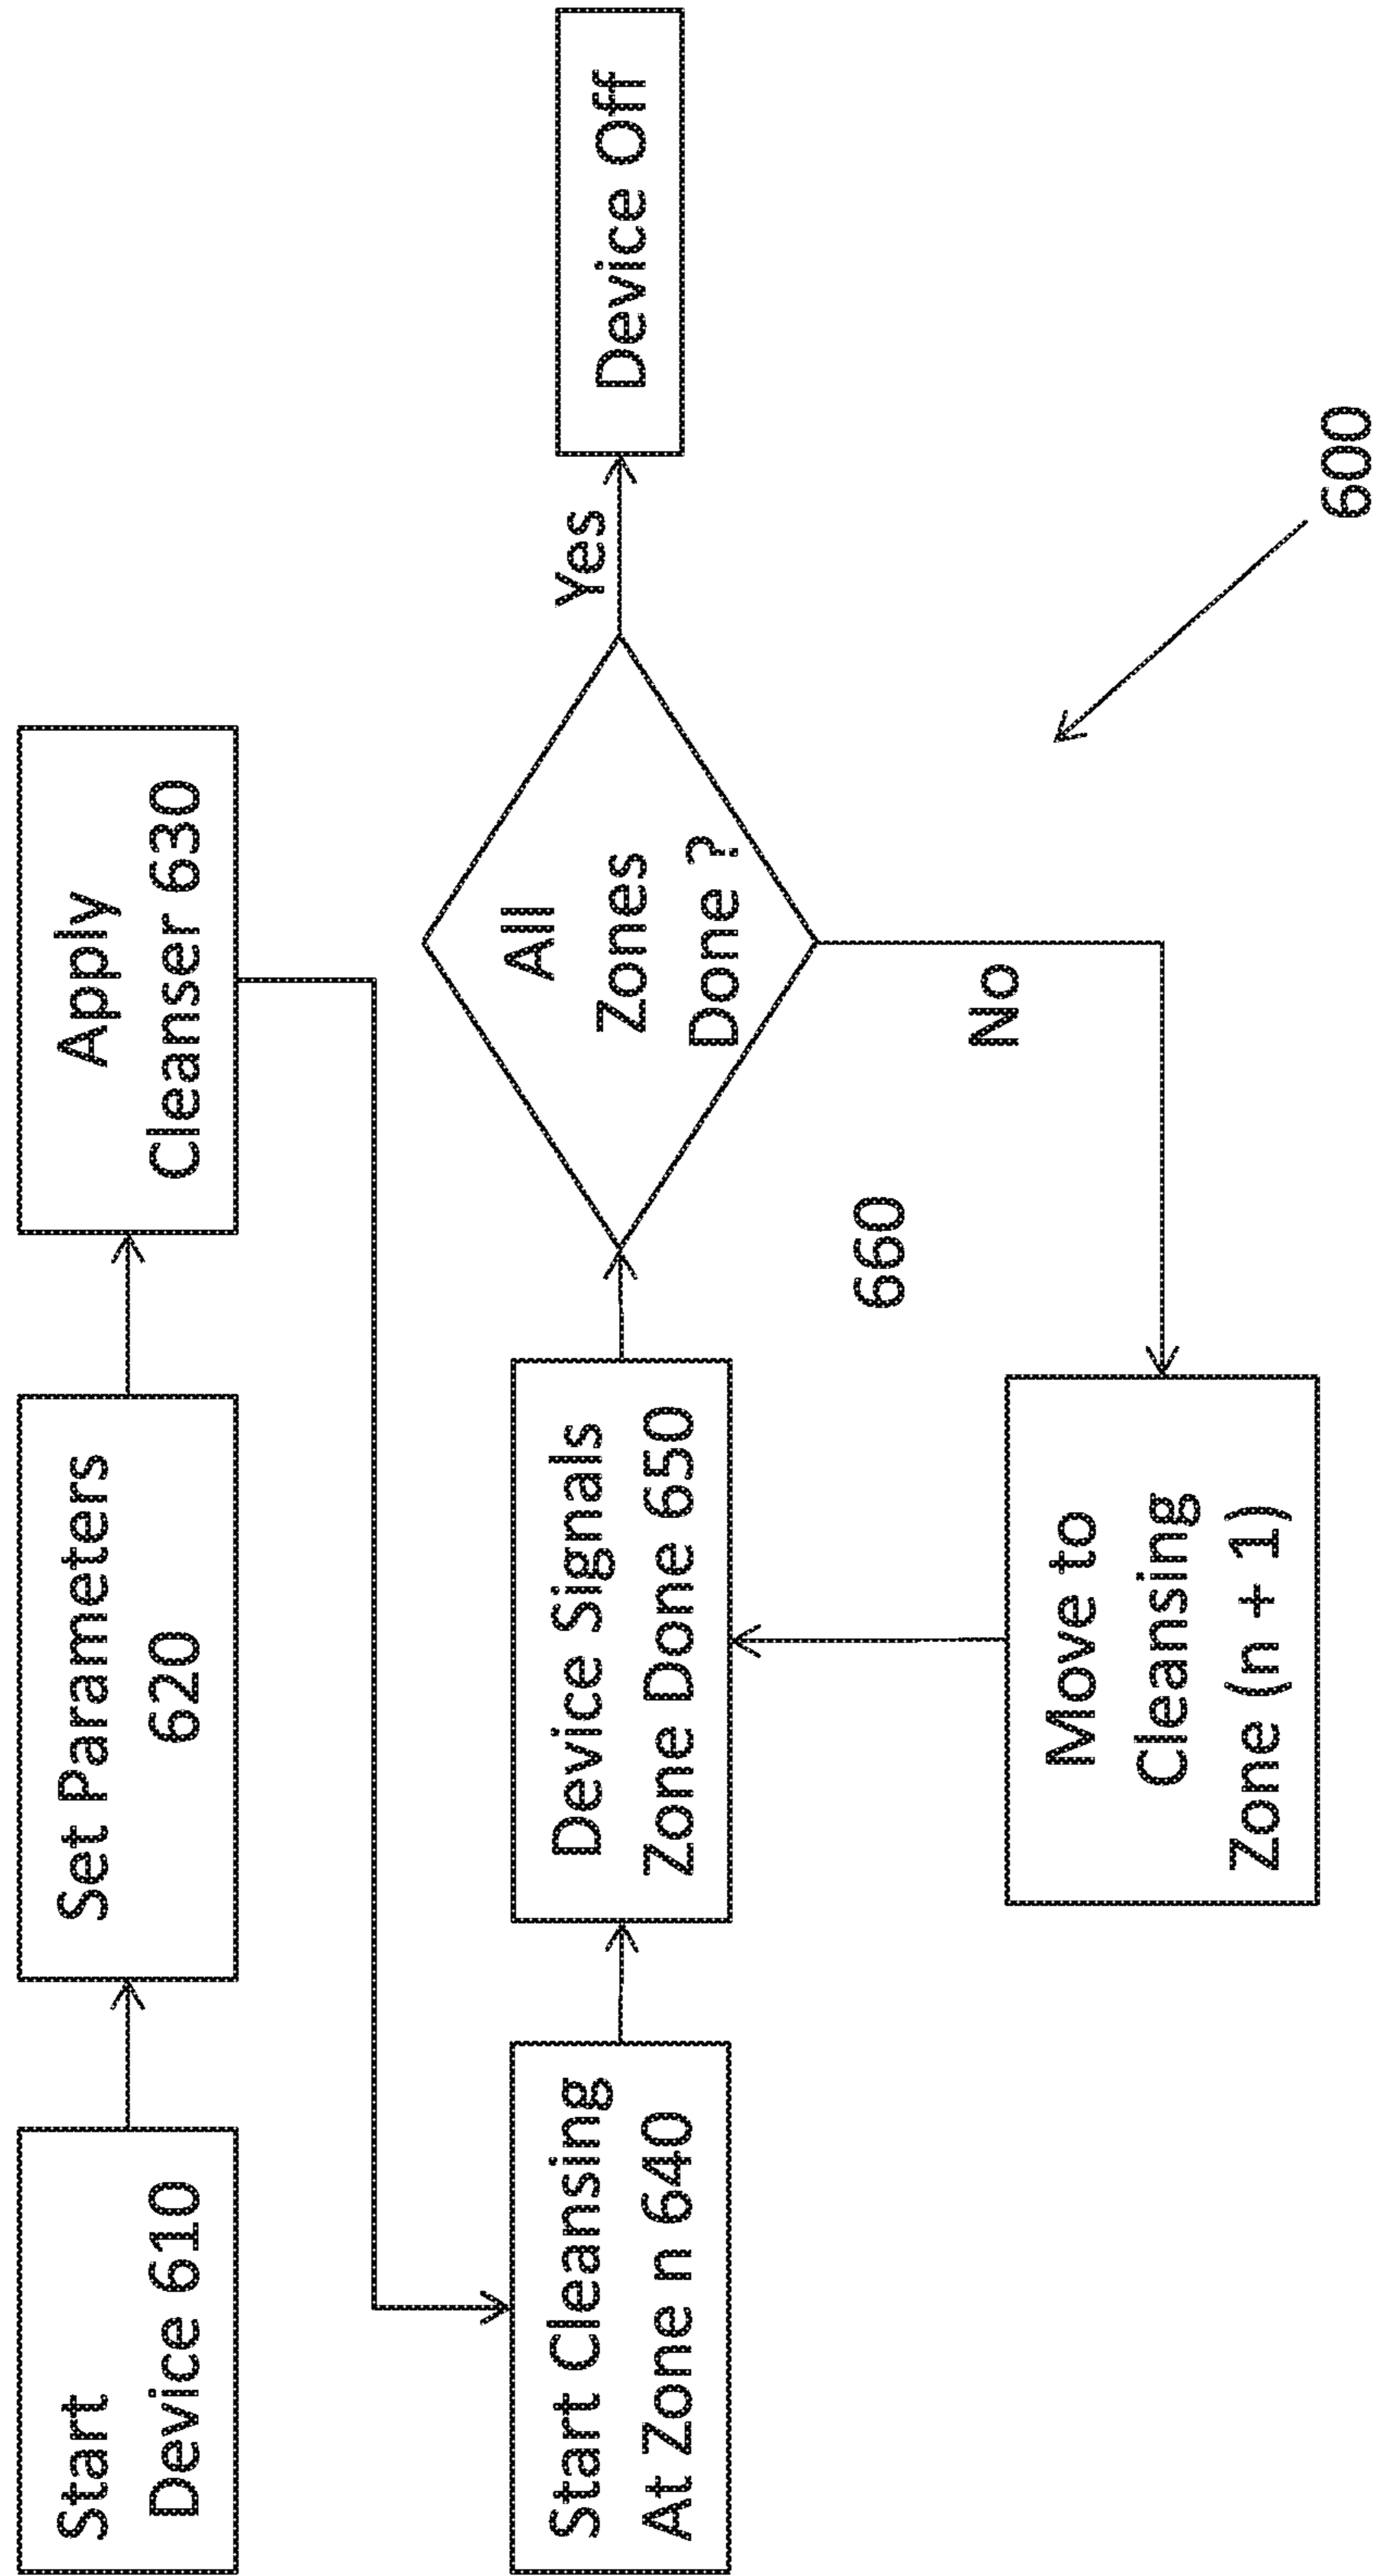 Start
Device 610
Set Parameters
620
Apply
Cleanser 630
Start Cleansing
At Zone n 640
Device Signals
Zone Done 650
All
Zones
Done ?
Yes
Device Off
660
No
Move to
Cleansing
Zone (n + 1)
600